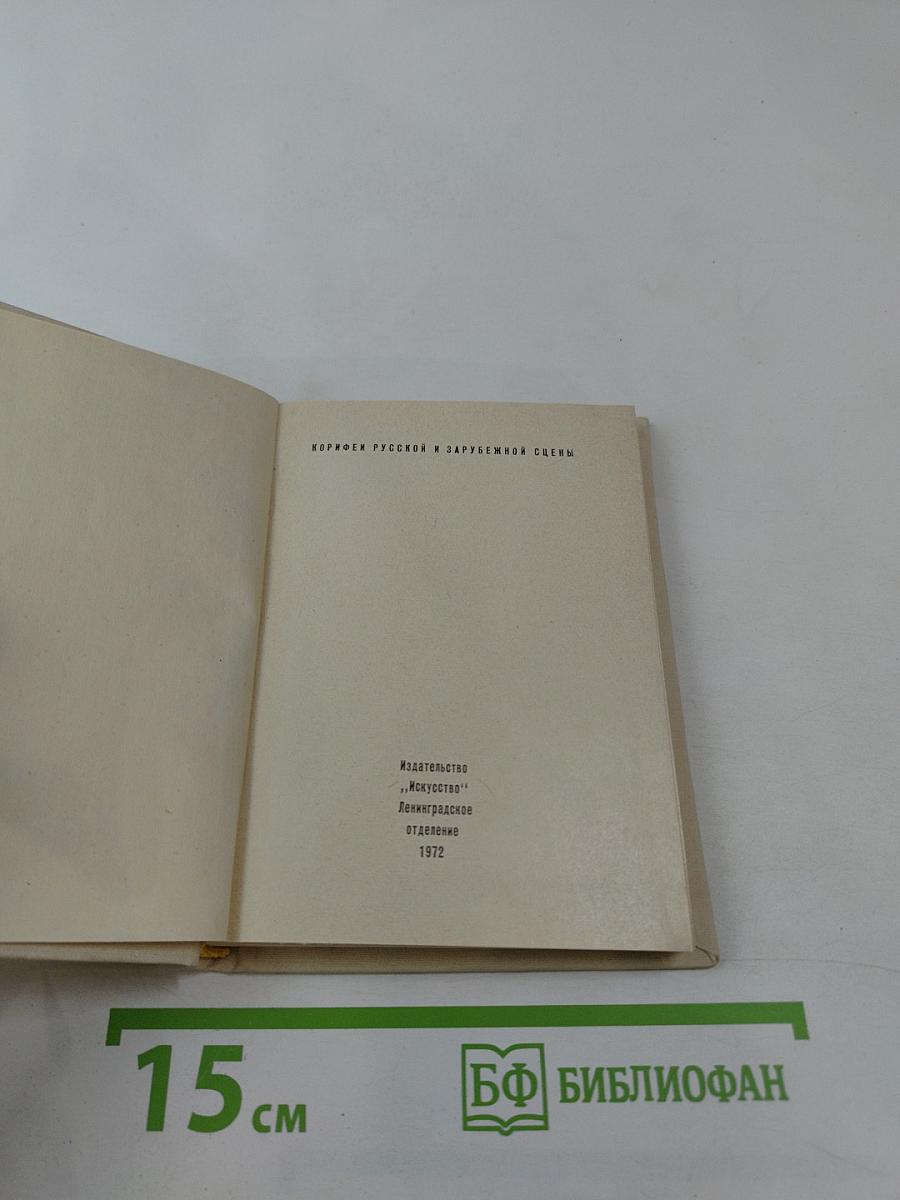 КОРИФЕИ РУССКОЙ И ЗАРУБЕЖНОЙ СЦЕНЫ
Издательство
„Искусство“
Ленинградское
отделение
1972
15 см
БФ БИБЛИОФАН